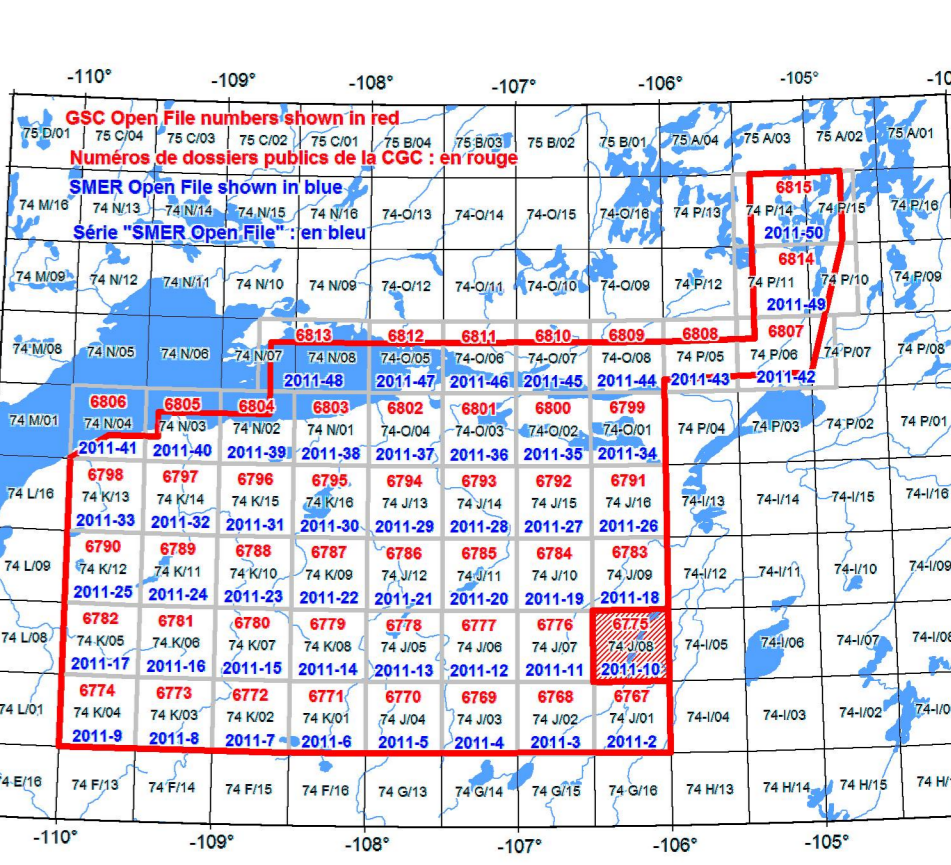 -110° -109° -108° -107° -106° -105° -10
GSC Open File numbers shown in red
75 D/01 75 C/04 75 C/03 75 C/02 75 C/01 75 B/04 75 B/03 75 B/02 75 B/01 75 A/04 75 A/03 75 A/02 75 A/01
Numéros de dossiers publics de la CGC : en rouge
SMER Open File shown in blue
6815
74 M/16 74 N/13 74 N/14 74 N/15 74 N/16 74-O/13 74-O/14 74-O/15 74-O/16 74 P/13 74 P/14 74 P/15 74 P/16
Série "SMER Open File" : en bleu
2011-50
6814
74 M/09 74 N/12 74 N/11 74 N/10 74 N/09 74-O/12 74-O/11 74-O/10 74-O/09 74 P/12 74 P/11 74 P/10 74 P/09
2011-49
6813 6812 6811 6810 6809 6808 6807
74 M/08 74 N/05 74 N/06 74 N/07 74 N/08 74-O/05 74-O/06 74-O/07 74-O/08 74 P/05 74 P/06 74 P/07 74 P/08
2011-48 2011-47 2011-46 2011-45 2011-44 2011-43 2011-42
6806 6805 6804 6803 6802 6801 6800 6799
74 M/01 74 N/04 74 N/03 74 N/02 74 N/01 74-O/04 74-O/03 74-O/02 74-O/01 74 P/04 74 P/03 74 P/02 74 P/01
2011-41 2011-40 2011-39 2011-38 2011-37 2011-36 2011-35 2011-34
6798 6797 6796 6795 6794 6793 6792 6791
74 L/16 74 K/13 74 K/14 74 K/15 74 K/16 74 J/13 74 J/14 74 J/15 74 J/16 74-I/13 74-I/14 74-I/15 74-I/16
2011-33 2011-32 2011-31 2011-30 2011-29 2011-28 2011-27 2011-26
6790 6789 6788 6787 6786 6785 6784 6783
74 L/09 74 K/12 74 K/11 74 K/10 74 K/09 74 J/12 74 J/11 74 J/10 74 J/09 74-I/12 74-I/11 74-I/10 74-I/09
2011-25 2011-24 2011-23 2011-22 2011-21 2011-20 2011-19 2011-18
6782 6781 6780 6779 6778 6777 6776 6775
74 L/08 74 K/05 74 K/06 74 K/07 74 K/08 74 J/05 74 J/06 74 J/07 74 J/08 74-I/05 74-I/06 74-I/07 74-I/08
2011-17 2011-16 2011-15 2011-14 2011-13 2011-12 2011-11 2011-10
6774 6773 6772 6771 6770 6769 6768 6767
74 L/01 74 K/04 74 K/03 74 K/02 74 K/01 74 J/04 74 J/03 74 J/02 74 J/01 74-I/04 74-I/03 74-I/02 74-I/0
2011-9 2011-8 2011-7 2011-6 2011-5 2011-4 2011-3 2011-2
4 E/16 74 F/13 74 F/14 74 F/15 74 F/16 74 G/13 74 G/14 74 G/15 74 G/16 74 H/13 74 H/14 74 H/15 74 H/
-110° -109° -108° -107° -106° -105°